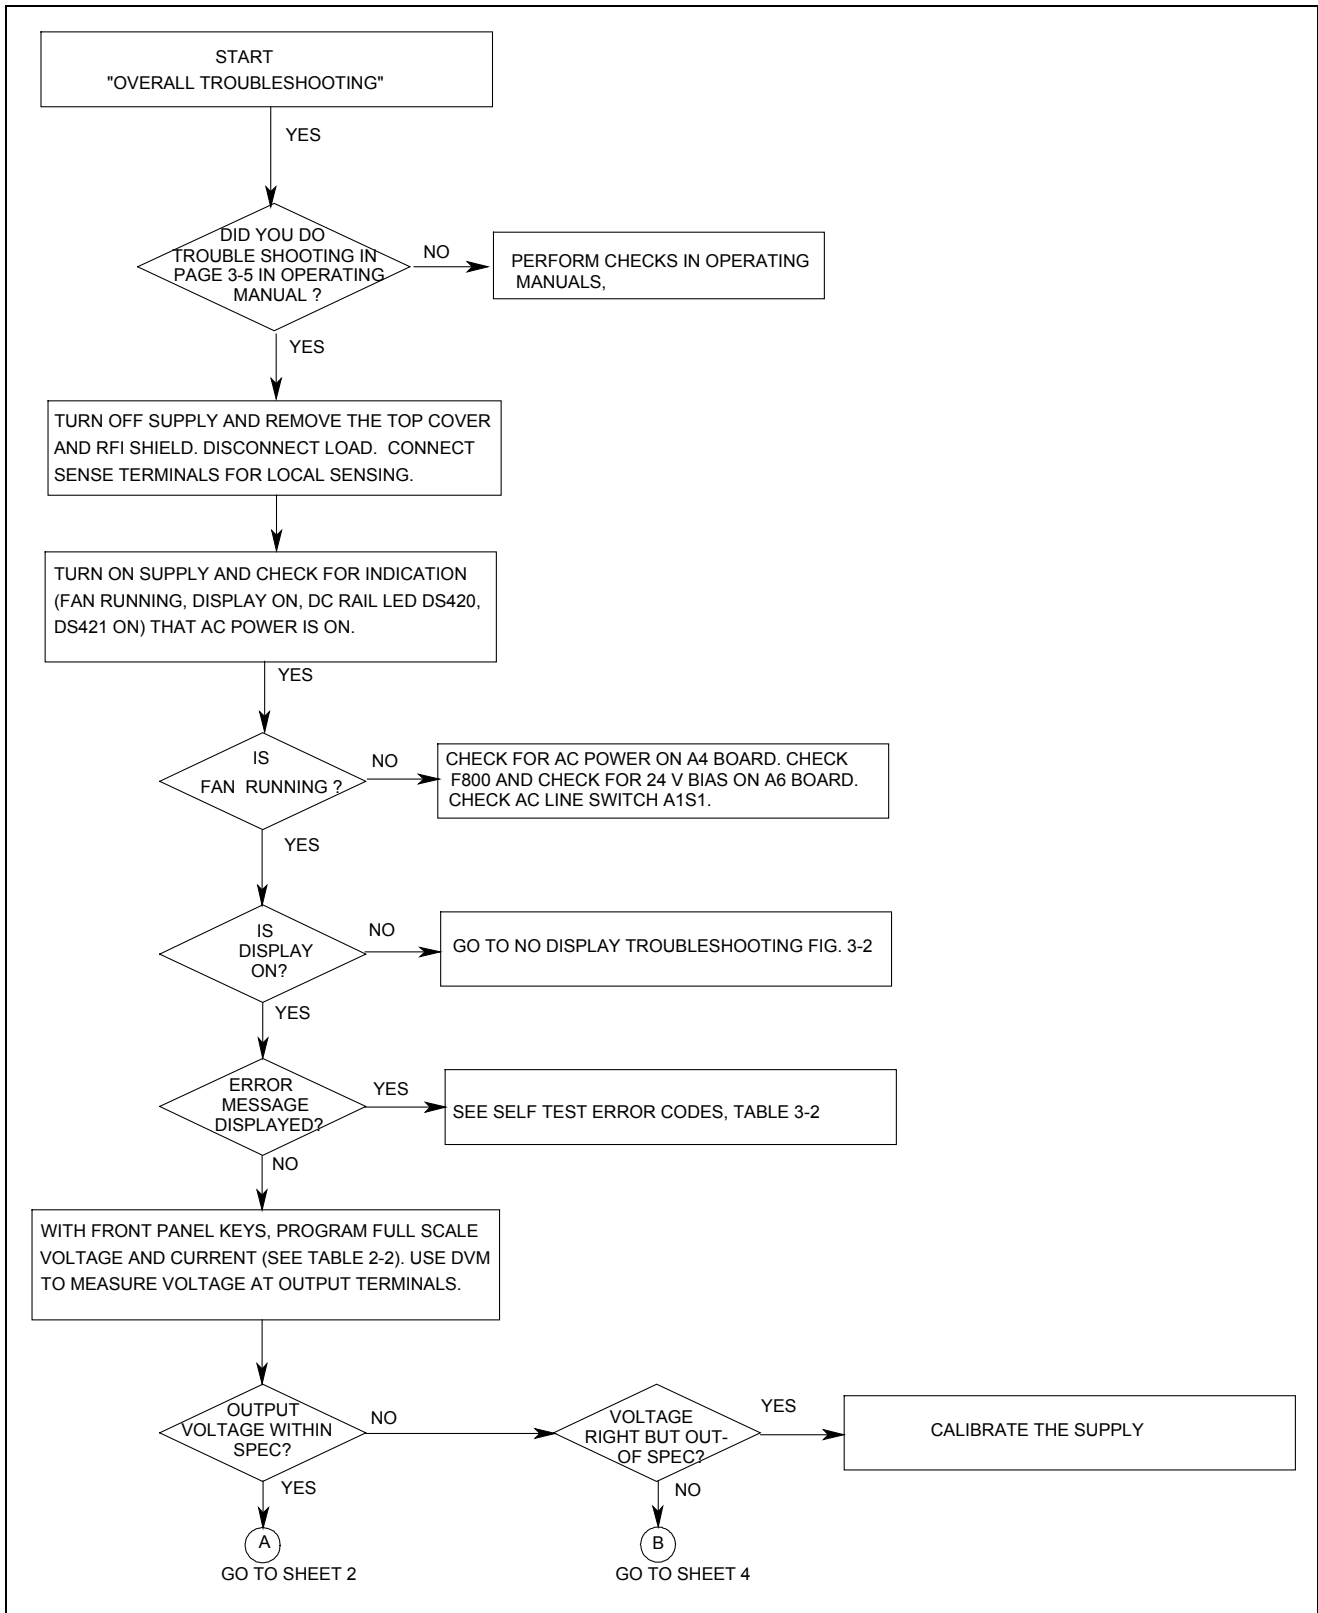 START
"OVERALL TROUBLESHOOTING"
YES
DID YOU DO
TROUBLE SHOOTING IN
PAGE 3-5 IN OPERATING
MANUAL ?
NO
PERFORM CHECKS IN OPERATING
MANUALS,
YES
TURN OFF SUPPLY AND REMOVE THE TOP COVER
AND RFI SHIELD. DISCONNECT LOAD. CONNECT
SENSE TERMINALS FOR LOCAL SENSING.
TURN ON SUPPLY AND CHECK FOR INDICATION
(FAN RUNNING, DISPLAY ON, DC RAIL LED DS420,
DS421 ON) THAT AC POWER IS ON.
YES
IS
FAN RUNNING ?
NO
CHECK FOR AC POWER ON A4 BOARD. CHECK
F800 AND CHECK FOR 24 V BIAS ON A6 BOARD.
CHECK AC LINE SWITCH A1S1.
YES
IS
DISPLAY
ON?
NO
GO TO NO DISPLAY TROUBLESHOOTING FIG. 3-2
YES
ERROR
MESSAGE
DISPLAYED?
YES
SEE SELF TEST ERROR CODES, TABLE 3-2
NO
WITH FRONT PANEL KEYS, PROGRAM FULL SCALE
VOLTAGE AND CURRENT (SEE TABLE 2-2). USE DVM
TO MEASURE VOLTAGE AT OUTPUT TERMINALS.
OUTPUT
VOLTAGE WITHIN
SPEC?
NO
VOLTAGE
RIGHT BUT OUT-
OF SPEC?
YES
CALIBRATE THE SUPPLY
YES
NO
A
B
GO TO SHEET 2
GO TO SHEET 4